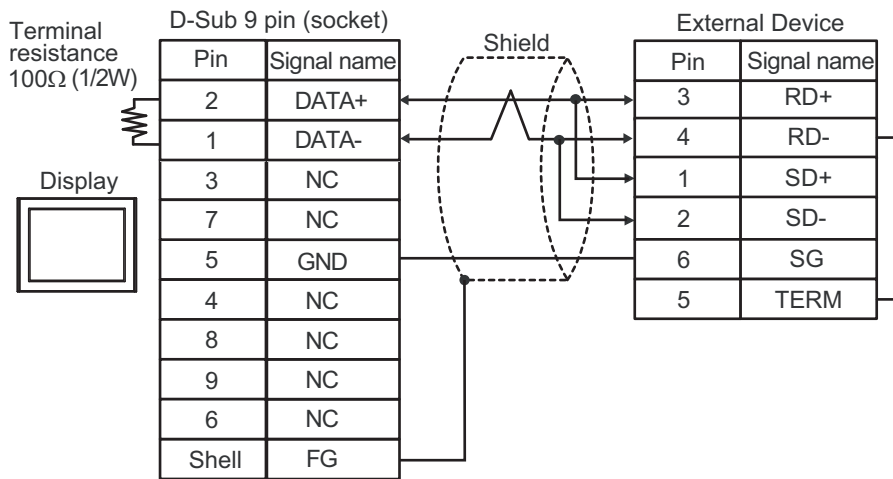 Terminal
resistance
100Ω (1/2W)
D-Sub 9 pin (socket)
Pin Signal name
2 DATA+
1 DATA-
3 NC
7 NC
5 GND
4 NC
8 NC
9 NC
6 NC
Shell FG
Display
Shield
External Device
Pin Signal name
3 RD+
4 RD-
1 SD+
2 SD-
6 SG
5 TERM